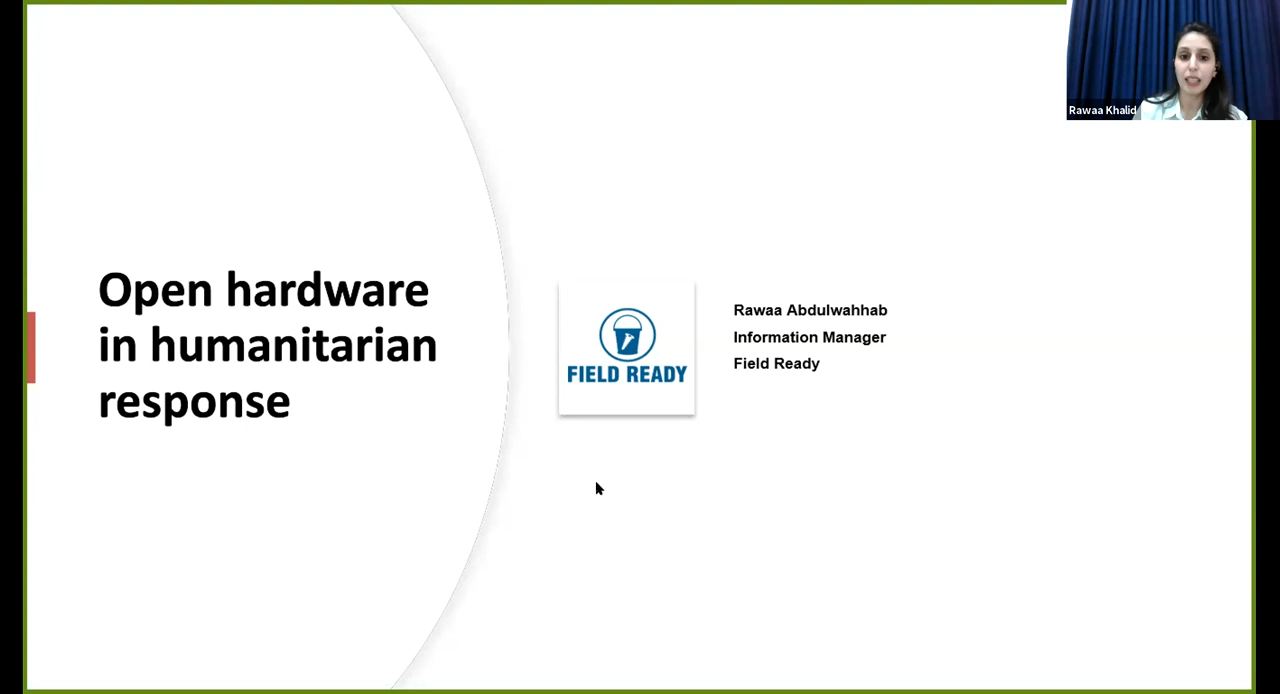 Rawaa Khalid
Open hardware
in humanitarian
response
FIELD READY
Rawaa Abdulwahhab
Information Manager
Field Ready